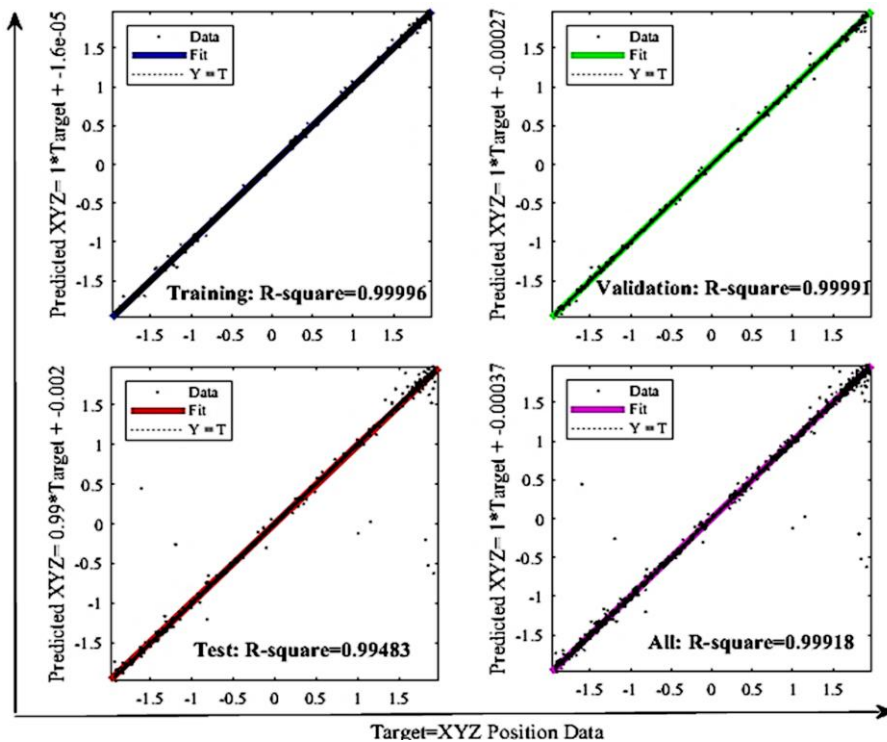 Predicted XYZ= 1*Target + -1.6e-05
1.5
1
0.5
0
-0.5
-1
-1.5
Data
Fit
Y = T
Training: R-square=0.99996
-1.5 -1 -0.5 0 0.5 1 1.5
Predicted XYZ= 1*Target + -0.00027
1.5
1
0.5
0
-0.5
-1
-1.5
Data
Fit
Y = T
Validation: R-square=0.99991
-1.5 -1 -0.5 0 0.5 1 1.5
Predicted XYZ= 0.99*Target + -0.002
1.5
1
0.5
0
-0.5
-1
-1.5
Data
Fit
Y = T
Test: R-square=0.99483
-1.5 -1 -0.5 0 0.5 1 1.5
Predicted XYZ= 1*Target + -0.00037
1.5
1
0.5
0
-0.5
-1
-1.5
Data
Fit
Y = T
All: R-square=0.99918
-1.5 -1 -0.5 0 0.5 1 1.5
Target=XYZ Position Data